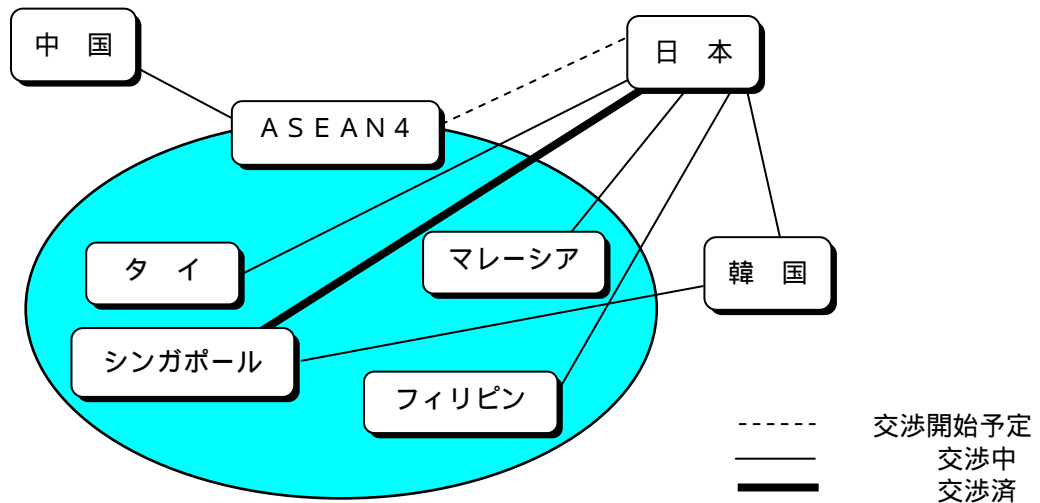 中　国
日　本
ＡＳＥＡＮ４
タ　イ
マレーシア
韓　国
シンガポール
フィリピン
交渉開始予定
交渉中
交渉済